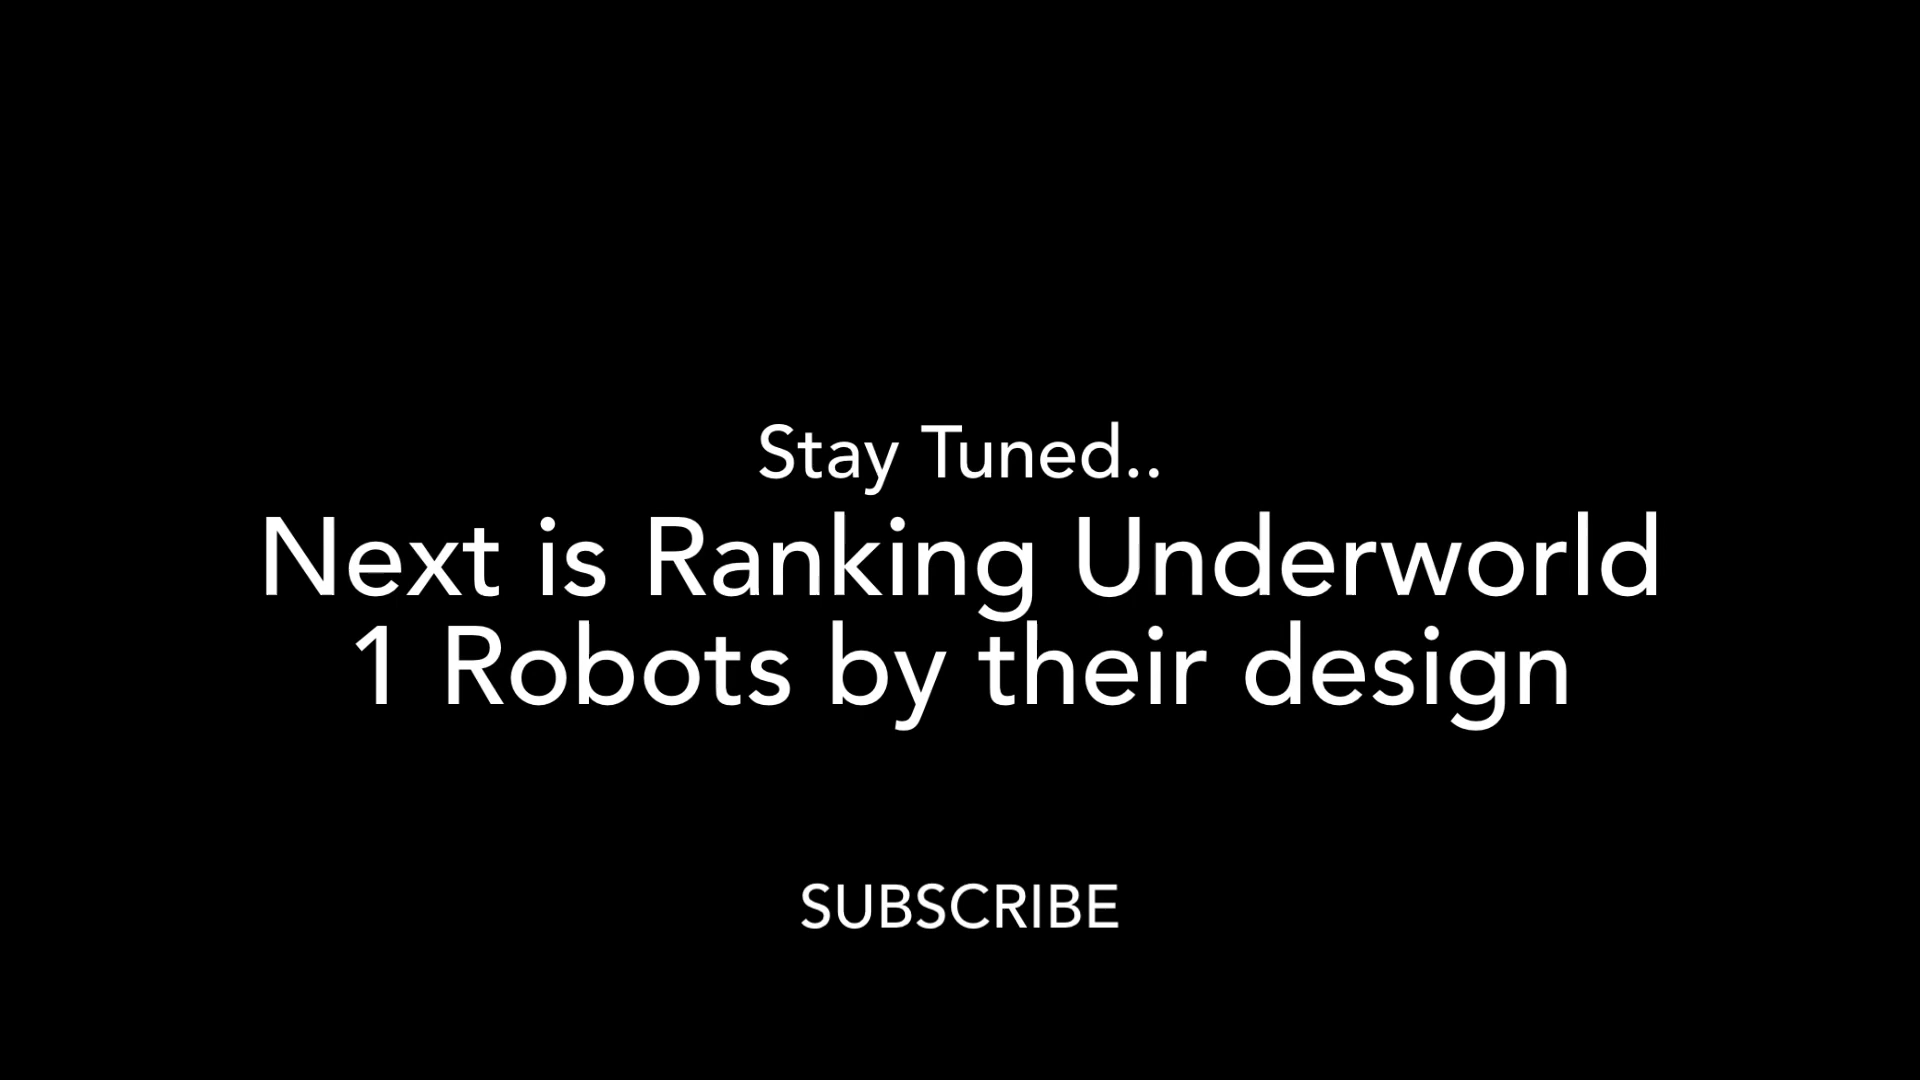 Stay Tuned..
Next is Ranking Underworld
1 Robots by their design
SUBSCRIBE